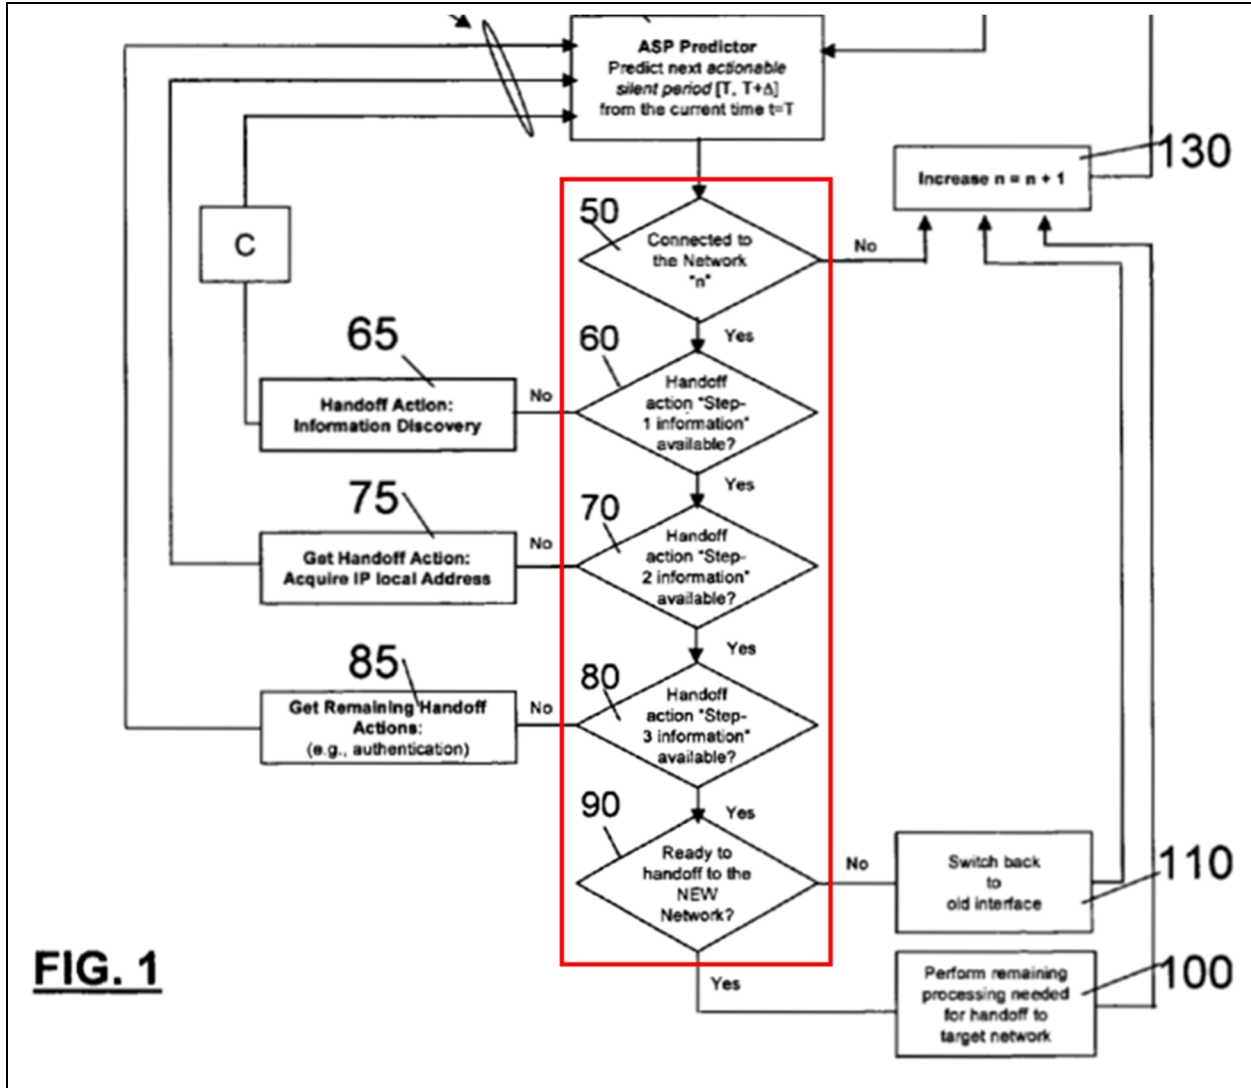 ASP Predictor
Predict next actionable
silent period [T, T+Δ]
from the current time t=T
130
Increase n = n + 1
50
Connected to
the Network
"n"
No
C
Yes
65
60
Handoff Action:
Information Discovery
No
Handoff
action "Step-
1 information"
available?
Yes
75
70
Get Handoff Action:
Acquire IP local Address
No
Handoff
action "Step-
2 information"
available?
Yes
85
80
Get Remaining Handoff
Actions:
(e.g., authentication)
No
Handoff
action "Step-
3 information"
available?
Yes
90
Ready to
handoff to the
NEW
Network?
No
Switch back
to
old interface
110
Yes
Perform remaining
processing needed
for handoff to
target network
100
FIG. 1